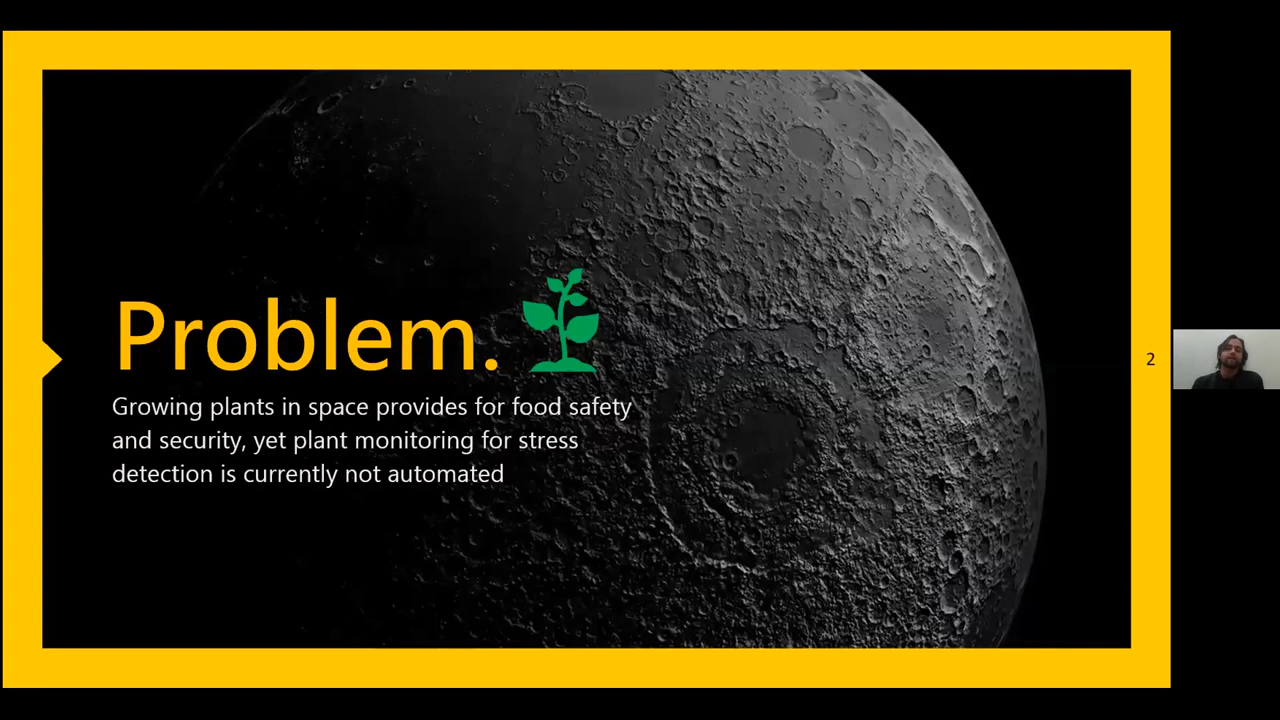 Problem.
Growing plants in space provides for food safety
and security, yet plant monitoring for stress
detection is currently not automated
2